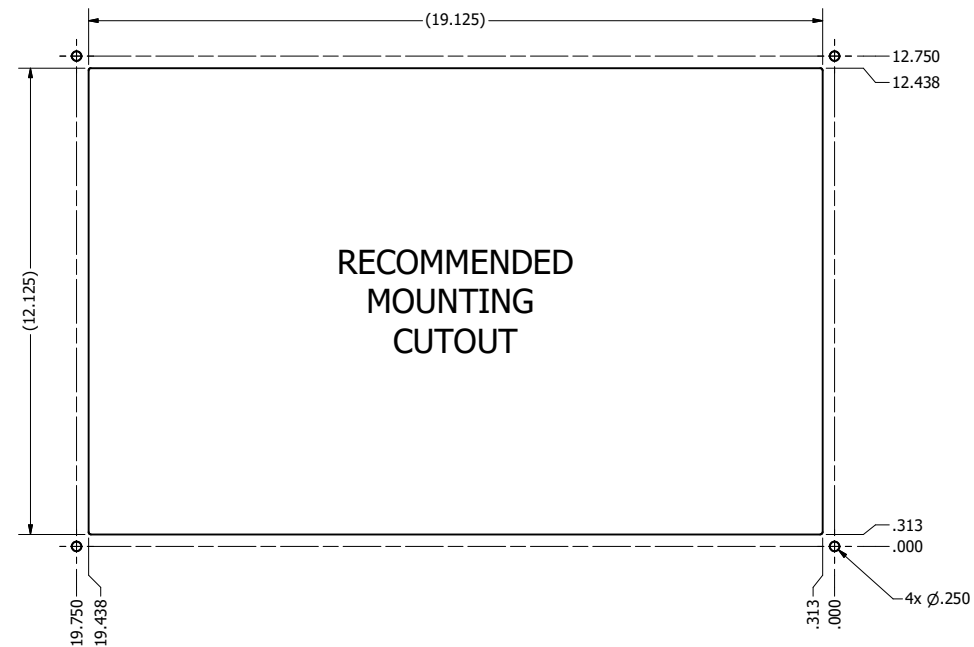 (19.125)
12.750
12.438
(12.125)
RECOMMENDED
MOUNTING
CUTOUT
.313
.000
4x Ø.250
19.750
19.438
.313
.000